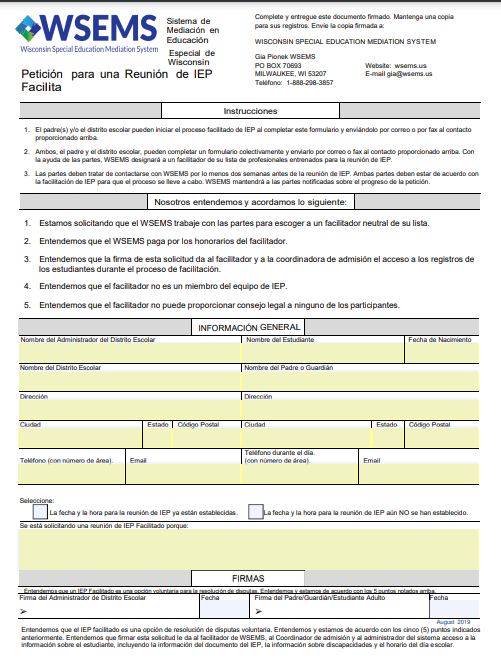 WSEMS
Wisconsin Special Education Mediation System
Sistema de
Mediación en
Educación
Especial de
Wisconsin
Petición para una Reunión de IEP
Facilita
Complete y entregue este documento firmado. Mantenga una copia
para sus registros. Envíe la copia firmada a:
WISCONSIN SPECIAL EDUCATION MEDIATION SYSTEM
Gia Pionek WSEMS
PO BOX 70693 Website: wsems.us
MILWAUKEE, WI 53207 E-mail gia@wsems.us
Teléfono: 1-888-298-3857
Instrucciones
1. El padre(s) y/o el distrito escolar pueden iniciar el proceso facilitado de IEP al completar este formulario y enviándolo por correo o por fax al contacto
proporcionado arriba.
2. Ambos, el padre y el distrito escolar, pueden completar un formulario colectivamente y enviarlo por correo o fax al contacto proporcionado arriba. Con
la ayuda de las partes, WSEMS designará a un facilitador de su lista de profesionales entrenados para la reunión de IEP.
3. Las partes deben tratar de contactarse con WSEMS por lo menos dos semanas antes de la reunión de IEP. Ambas partes deben estar de acuerdo con
la facilitación de IEP para que el proceso se lleve a cabo. WSEMS mantendrá a las partes notificadas sobre el progreso de la petición.
Nosotros entendemos y acordamos lo siguiente:
1. Estamos solicitando que el WSEMS trabaje con las partes para escoger a un facilitador neutral de su lista.
2. Entendemos que el WSEMS paga por los honorarios del facilitador.
3. Entendemos que la firma de esta solicitud da al facilitador y a la coordinadora de admisión el acceso a los registros de
los estudiantes durante el proceso de facilitación.
4. Entendemos que el facilitador no es un miembro del equipo de IEP.
5. Entendemos que el facilitador no puede proporcionar consejo legal a ninguno de los participantes.
INFORMACIÓN GENERAL
Nombre del Administrador del Distrito Escolar Nombre del Estudiante Fecha de Nacimiento
Nombre del Distrito Escolar Nombre del Padre o Guardián
Dirección Dirección
Ciudad Estado Código Postal Ciudad Estado Código Postal
Teléfono (con número de área). Email Teléfono durante el día.
(con número de área). Email
Seleccione:
La fecha y hora para la reunión de IEP ya están establecidas. La fecha y la hora para la reunión de IEP aún NO se han establecido.
Se está solicitando una reunión de IEP Facilitado porque:
FIRMAS
Entendemos que un IEP Facilitado es una opción voluntaria para la resolución de disputas. Entendemos y estamos de acuerdo con los 5 puntos notados arriba.
Firma del Administrador de Distrito Escolar Fecha Firma del Padre/Guardián/Estudiante Adulto Fecha
➢ ➢
August 2019
Entendemos que el IEP facilitado es una opción de resolución de disputas voluntaria. Entendemos y estamos de acuerdo con los cinco (5) puntos indicados
anteriormente. Entendemos que firmar esta solicitud le da al facilitador de WSEMS, al Coordinador de admisión y al administrador del sistema acceso a la
información sobre el estudiante, incluyendo la información del documento del IEP, la información sobre discapacidades y el horario del día escolar.